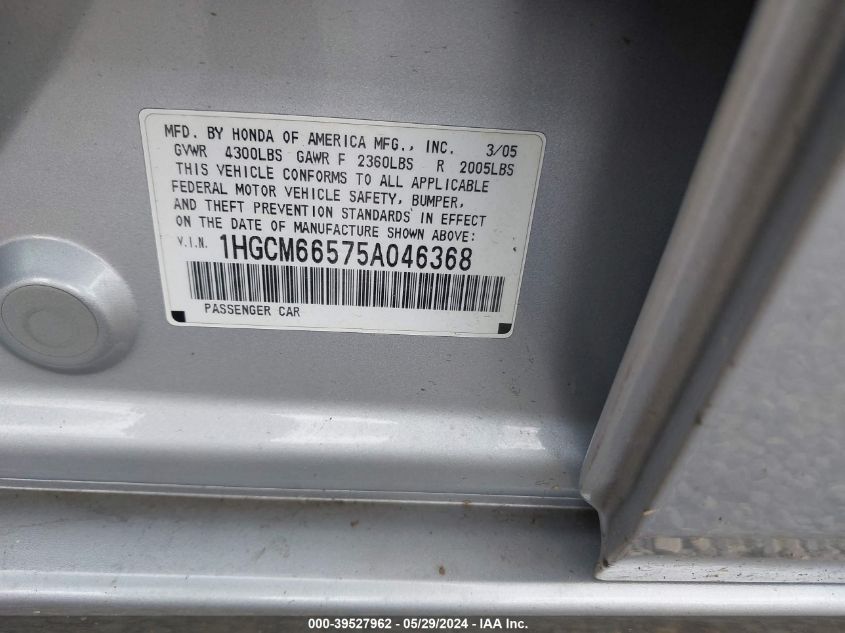 MFD. BY HONDA OF AMERICA MFG., INC. 3/05
GVWR 4300LBS GAWR F 2360LBS R 2005LBS
THIS VEHICLE CONFORMS TO ALL APPLICABLE
FEDERAL MOTOR VEHICLE SAFETY, BUMPER,
AND THEFT PREVENTION STANDARDS IN EFFECT
ON THE DATE OF MANUFACTURE SHOWN ABOVE:
V.I.N. 1HGCM66575A046368
PASSENGER CAR
000-39527962 - 05/29/2024 - IAA Inc.